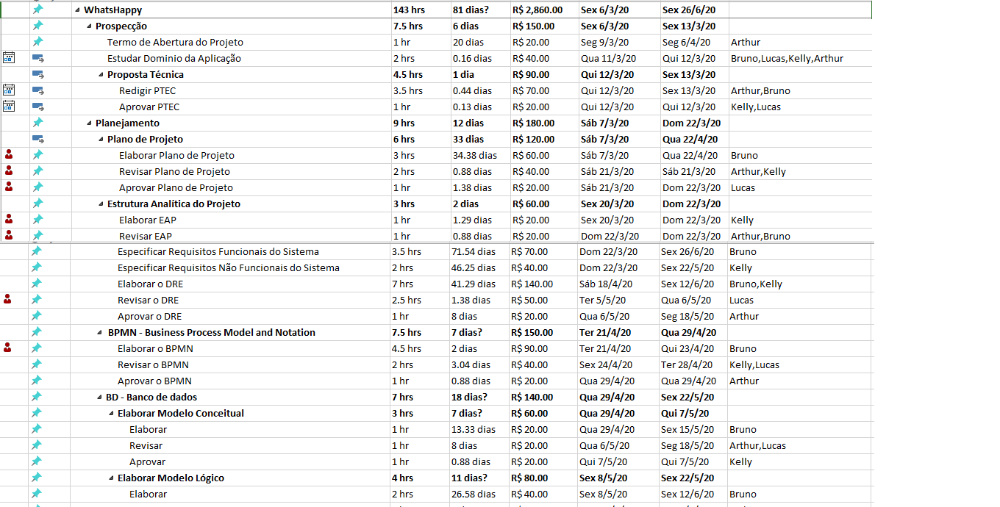 WhatsHappy 143 hrs 81 dias? R$ 2,860.00 Sex 6/3/20 Sex 26/6/20
Prospecção 7.5 hrs 6 dias R$ 150.00 Sex 6/3/20 Sex 13/3/20
Termo de Abertura do Projeto 1 hr 20 dias R$ 20.00 Seg 9/3/20 Seg 6/4/20 Arthur
Estudar Dominio da Aplicação 2 hrs 0.16 dias R$ 40.00 Qua 11/3/20 Qui 12/3/20 Bruno,Lucas,Kelly,Arthur
Proposta Técnica 4.5 hrs 1 dia R$ 90.00 Qui 12/3/20 Sex 13/3/20
Redigir PTEC 3.5 hrs 0.44 dias R$ 70.00 Qui 12/3/20 Sex 13/3/20 Arthur,Bruno
Aprovar PTEC 1 hr 0.13 dias R$ 20.00 Qui 12/3/20 Qui 12/3/20 Kelly,Lucas
Planejamento 9 hrs 12 dias R$ 180.00 Sáb 7/3/20 Dom 22/3/20
Plano de Projeto 6 hrs 33 dias R$ 120.00 Sáb 7/3/20 Qua 22/4/20
Elaborar Plano de Projeto 3 hrs 34.38 dias R$ 60.00 Sáb 7/3/20 Qua 22/4/20 Bruno
Revisar Plano de Projeto 2 hrs 0.88 dias R$ 40.00 Sáb 21/3/20 Sáb 21/3/20 Arthur,Kelly
Aprovar Plano de Projeto 1 hr 1.38 dias R$ 20.00 Sáb 21/3/20 Dom 22/3/20 Lucas
Estrutura Analítica do Projeto 3 hrs 2 dias R$ 60.00 Sex 20/3/20 Dom 22/3/20
Elaborar EAP 1 hr 1.29 dias R$ 20.00 Sex 20/3/20 Dom 22/3/20 Kelly
Revisar EAP 1 hr 0.88 dias R$ 20.00 Dom 22/3/20 Dom 22/3/20 Arthur,Bruno
Especificar Requisitos Funcionais do Sistema 3.5 hrs 71.54 dias R$ 70.00 Dom 22/3/20 Sex 26/6/20 Bruno
Especificar Requisitos Não Funcionais do Sistema 2 hrs 46.25 dias R$ 40.00 Dom 22/3/20 Sex 22/5/20 Kelly
Elaborar o DRE 7 hrs 41.29 dias R$ 140.00 Sáb 18/4/20 Sex 12/6/20 Bruno,Kelly
Revisar o DRE 2.5 hrs 1.38 dias R$ 50.00 Ter 5/5/20 Qua 6/5/20 Lucas
Aprovar o DRE 1 hr 8 dias R$ 20.00 Qua 6/5/20 Seg 18/5/20 Arthur
BPMN - Business Process Model and Notation 7.5 hrs 7 dias? R$ 150.00 Ter 21/4/20 Qua 29/4/20
Elaborar o BPMN 4.5 hrs 2 dias R$ 90.00 Ter 21/4/20 Qui 23/4/20 Bruno
Revisar o BPMN 2 hrs 3.04 dias R$ 40.00 Sex 24/4/20 Ter 28/4/20 Kelly,Lucas
Aprovar o BPMN 1 hr 0.88 dias R$ 20.00 Qua 29/4/20 Qua 29/4/20 Arthur
BD - Banco de dados 7 hrs 18 dias? R$ 140.00 Qua 29/4/20 Sex 22/5/20
Elaborar Modelo Conceitual 3 hrs 7 dias? R$ 60.00 Qua 29/4/20 Qui 7/5/20
Elaborar 1 hr 13.33 dias R$ 20.00 Qua 29/4/20 Sex 15/5/20 Bruno
Revisar 1 hr 8 dias R$ 20.00 Qua 6/5/20 Seg 18/5/20 Arthur,Lucas
Aprovar 1 hr 0.88 dias R$ 20.00 Qui 7/5/20 Qui 7/5/20 Kelly
Elaborar Modelo Lógico 4 hrs 11 dias? R$ 80.00 Sex 8/5/20 Sex 22/5/20
Elaborar 2 hrs 26.58 dias R$ 40.00 Sex 8/5/20 Sex 12/6/20 Bruno